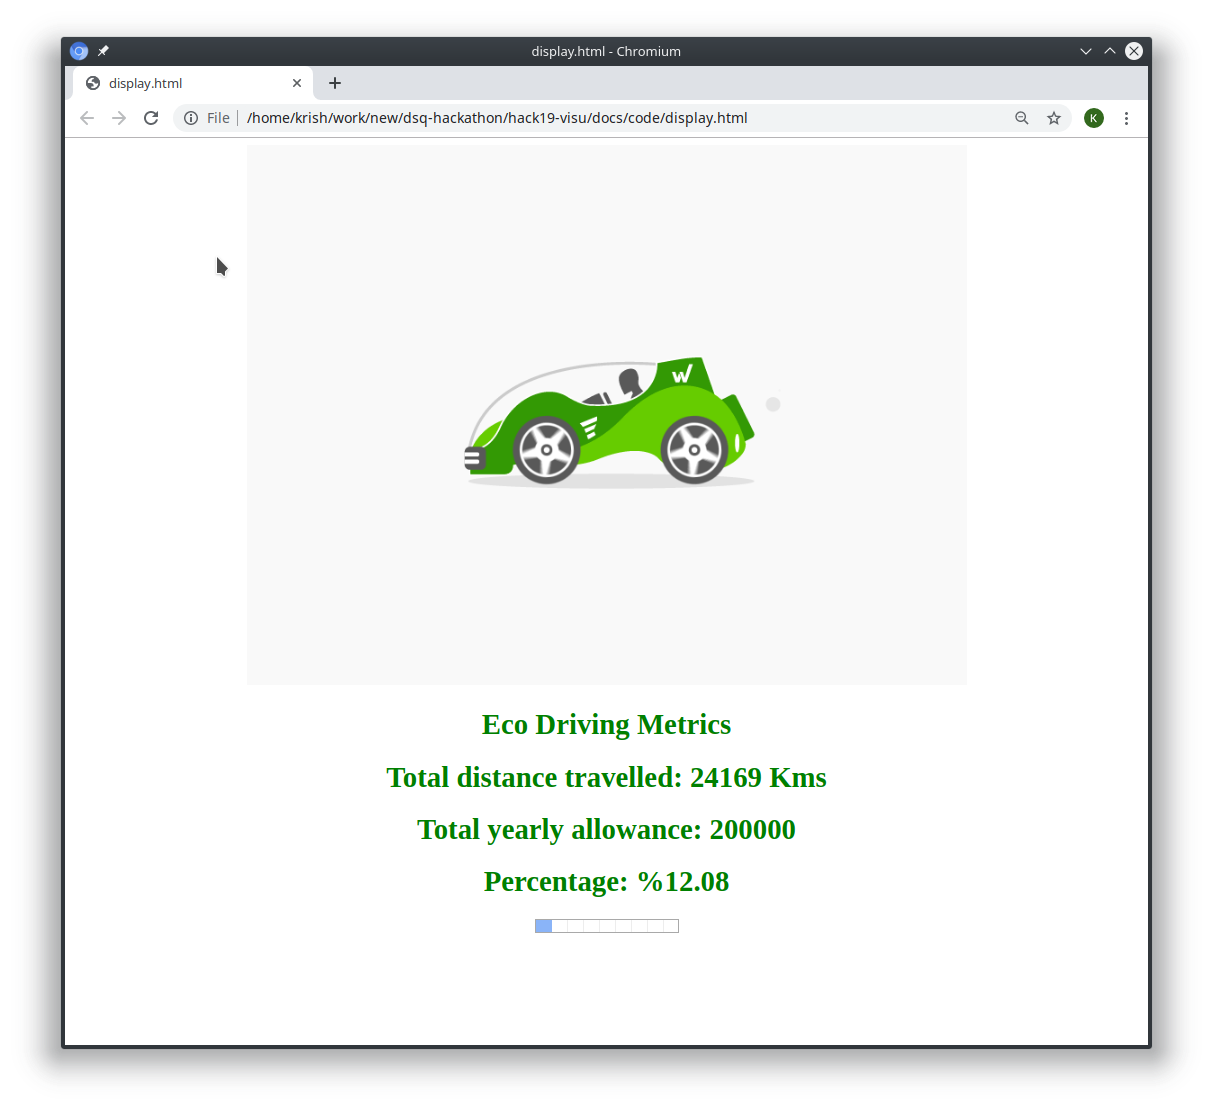 display.html - Chromium
display.html
File /home/krish/work/new/dsq-hackathon/hack19-visu/docs/code/display.html
K
W
Eco Driving Metrics
Total distance travelled: 24169 Kms
Total yearly allowance: 200000
Percentage: %12.08